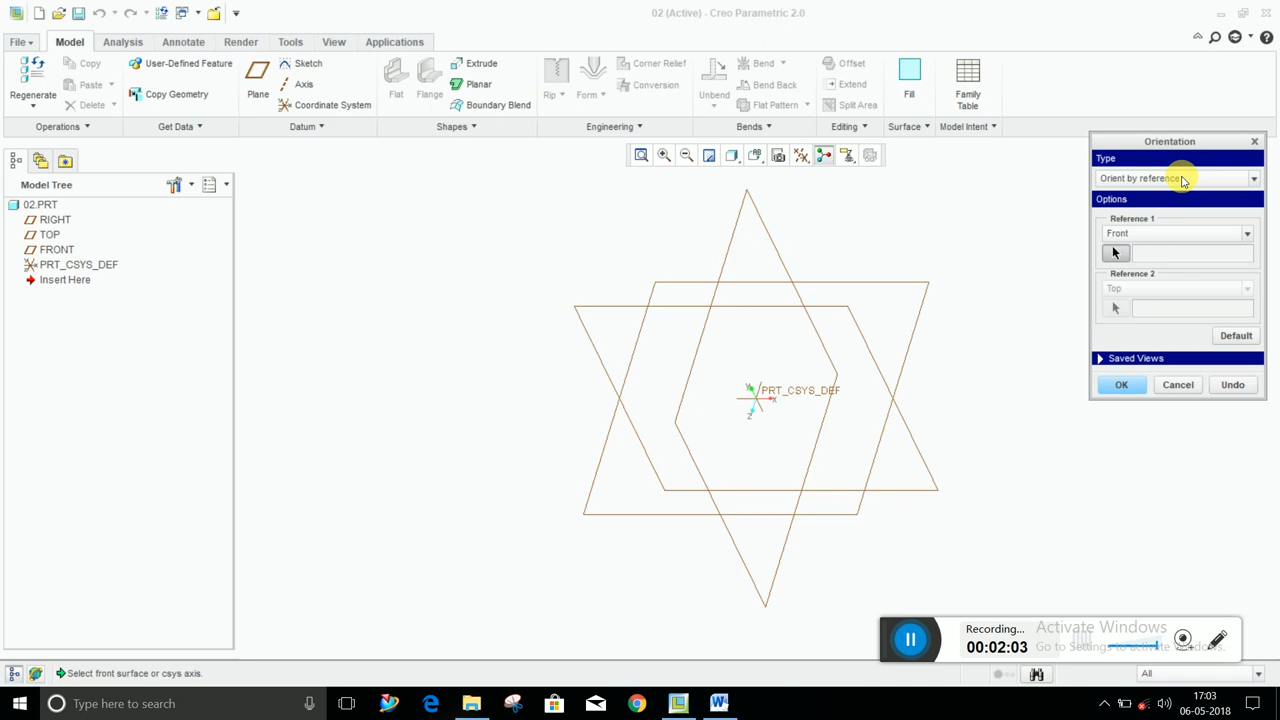 02 (Active) - Creo Parametric 2.0
File Model Analysis Annotate Render Tools View Applications
Regenerate
Copy
Paste
Delete
User-Defined Feature
Copy Geometry
Plane
Sketch
Axis
Coordinate System
Flat
Flange
Extrude
Planar
Boundary Blend
Rip
Form
Corner Relief
Conversion
Unbend
Bend
Bend Back
Flat Pattern
Offset
Extend
Split Area
Fill
Family
Table
Operations Get Data Datum Shapes Engineering Bends Editing Surface Model Intent
Model Tree
02.PRT
RIGHT
TOP
FRONT
PRT_CSYS_DEF
Insert Here
PRT_CSYS_DEF
Y
X
Z
Orientation
Type
Orient by reference
Options
Reference 1
Front
Reference 2
Top
Default
Saved Views
OK Cancel Undo
Recording...
00:02:03
Activate Windows
Go to Settings to activate Windows.
Select front surface or csys axis.
All
Type here to search
17:03
06-05-2018